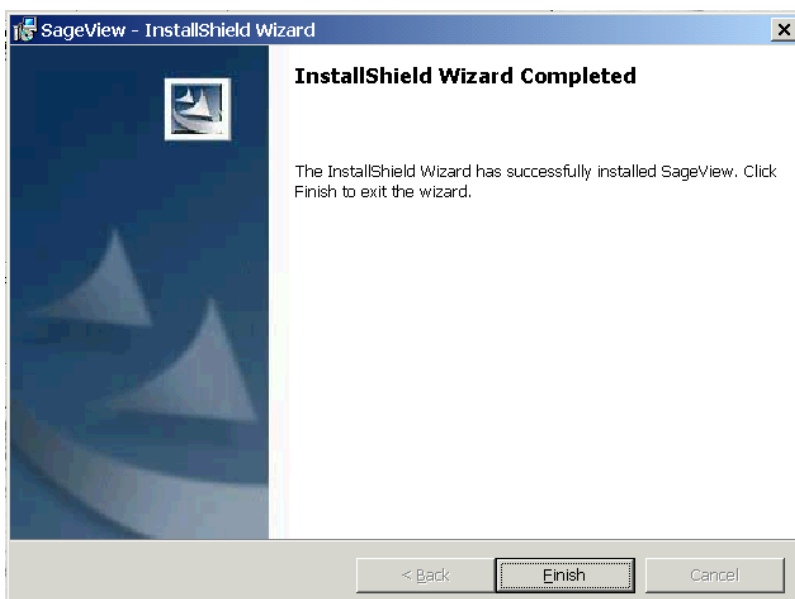 SageView - InstallShield Wizard
InstallShield Wizard Completed
The InstallShield Wizard has successfully installed SageView. Click
Finish to exit the wizard.
< Back
Finish
Cancel